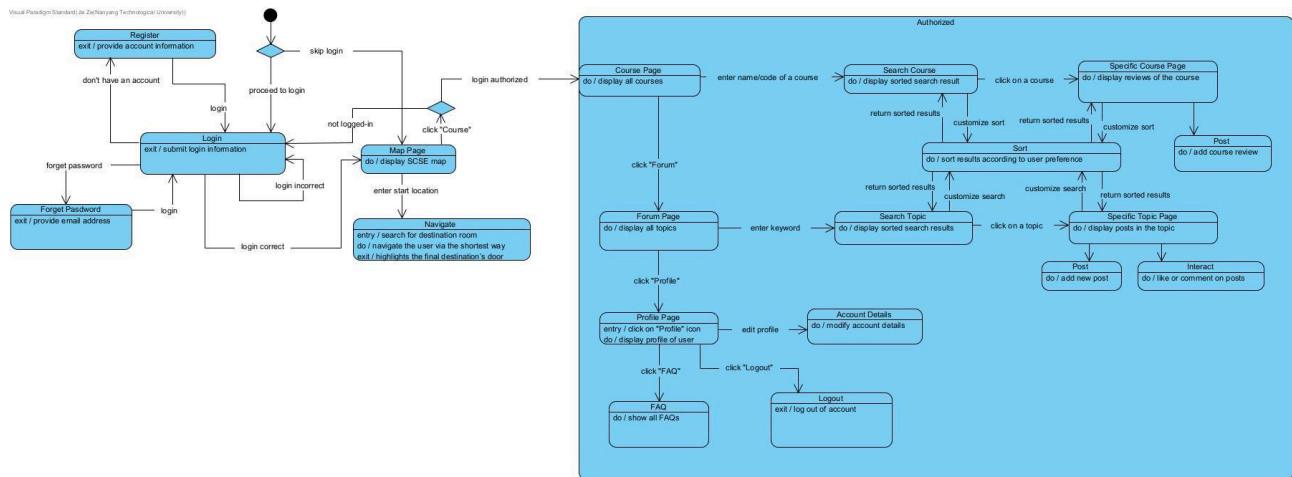 Visual Paradigm Standard(Jia Ze(Nanyang Technological University))
Register
exit / provide account information
don't have an account
login
skip login
proceed to login
login authorized
not logged-in
click "Course"
Login
exit / submit login information
Map Page
do / display SCSE map
forget password
login incorrect
enter start location
Forget Pasdword
exit / provide email address
login
login correct
Navigate
entry / search for destination room
do / navigate the user via the shortest way
exit / highlights the final destination's door
Authorized
Course Page
do / display all courses
enter name/code of a course
Search Course
do / display sorted search result
click on a course
Specific Course Page
do / display reviews of the course
return sorted results
customize sort
return sorted results
customize sort
Post
do / add course review
Sort
do / sort results according to user preference
click "Forum"
return sorted results
customize search
customize search
return sorted results
Forum Page
do / display all topics
enter keyword
Search Topic
do / display sorted search results
click on a topic
Specific Topic Page
do / display posts in the topic
Post
do / add new post
Interact
do / like or comment on posts
click "Profile"
Profile Page
entry / click on "Profile" icon
do / display profile of user
edit profile
Account Details
do / modify account details
click "FAQ"
click "Logout"
FAQ
do / show all FAQs
Logout
exit / log out of account